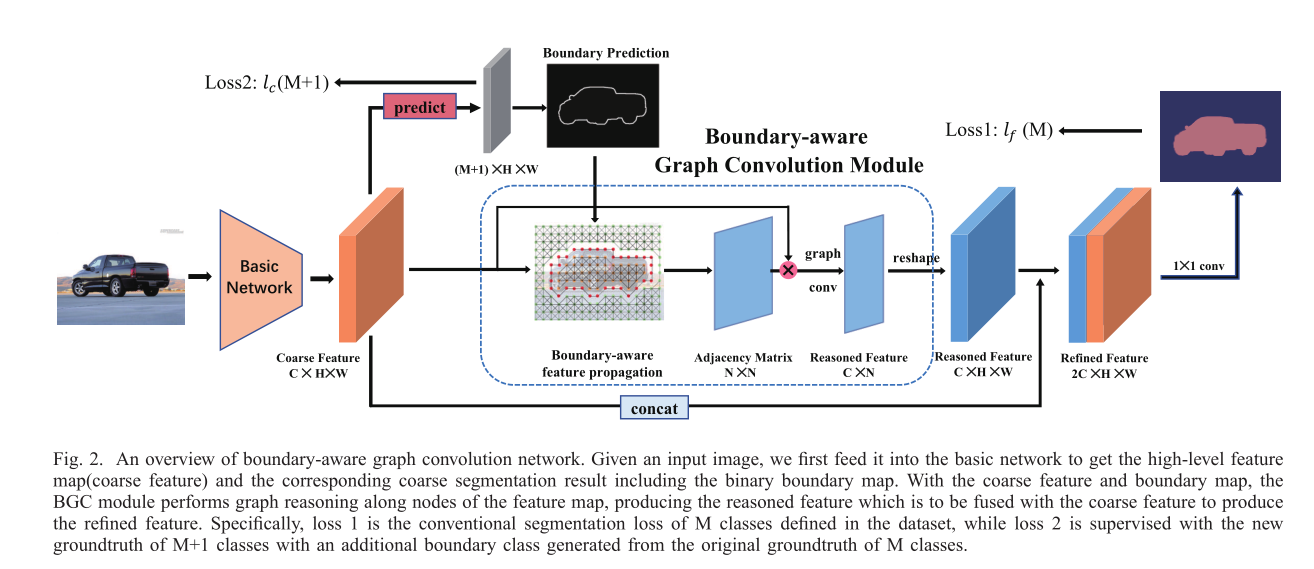 Boundary Prediction
Loss2: l_c(M+1)
predict
(M+1) ×H ×W
Boundary-aware
Graph Convolution Module
Loss1: l_f (M)
Basic
Network
graph
conv
reshape
1×1 conv
Coarse Feature
C × H×W
Boundary-aware
feature propagation
Adjacency Matrix
N ×N
Reasoned Feature
C ×N
Reasoned Feature
C ×H ×W
Refined Feature
2C ×H ×W
concat
Fig. 2. An overview of boundary-aware graph convolution network. Given an input image, we first feed it into the basic network to get the high-level feature
map(coarse feature) and the corresponding coarse segmentation result including the binary boundary map. With the coarse feature and boundary map, the
BGC module performs graph reasoning along nodes of the feature map, producing the reasoned feature which is to be fused with the coarse feature to produce
the refined feature. Specifically, loss 1 is the conventional segmentation loss of M classes defined in the dataset, while loss 2 is supervised with the new
groundtruth of M+1 classes with an additional boundary class generated from the original groundtruth of M classes.